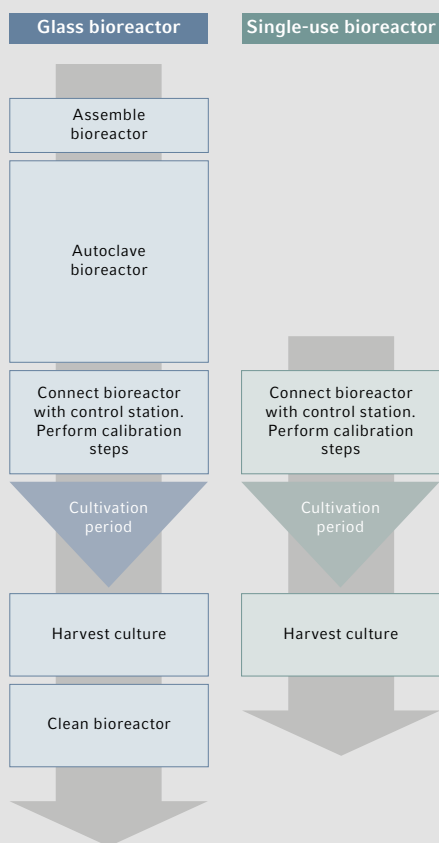 Glass bioreactor
Assemble
bioreactor
Autoclave
bioreactor
Connect bioreactor
with control station.
Perform calibration
steps
Cultivation
period
Harvest culture
Clean bioreactor
Single-use bioreactor
Connect bioreactor
with control station.
Perform calibration
steps
Cultivation
period
Harvest culture